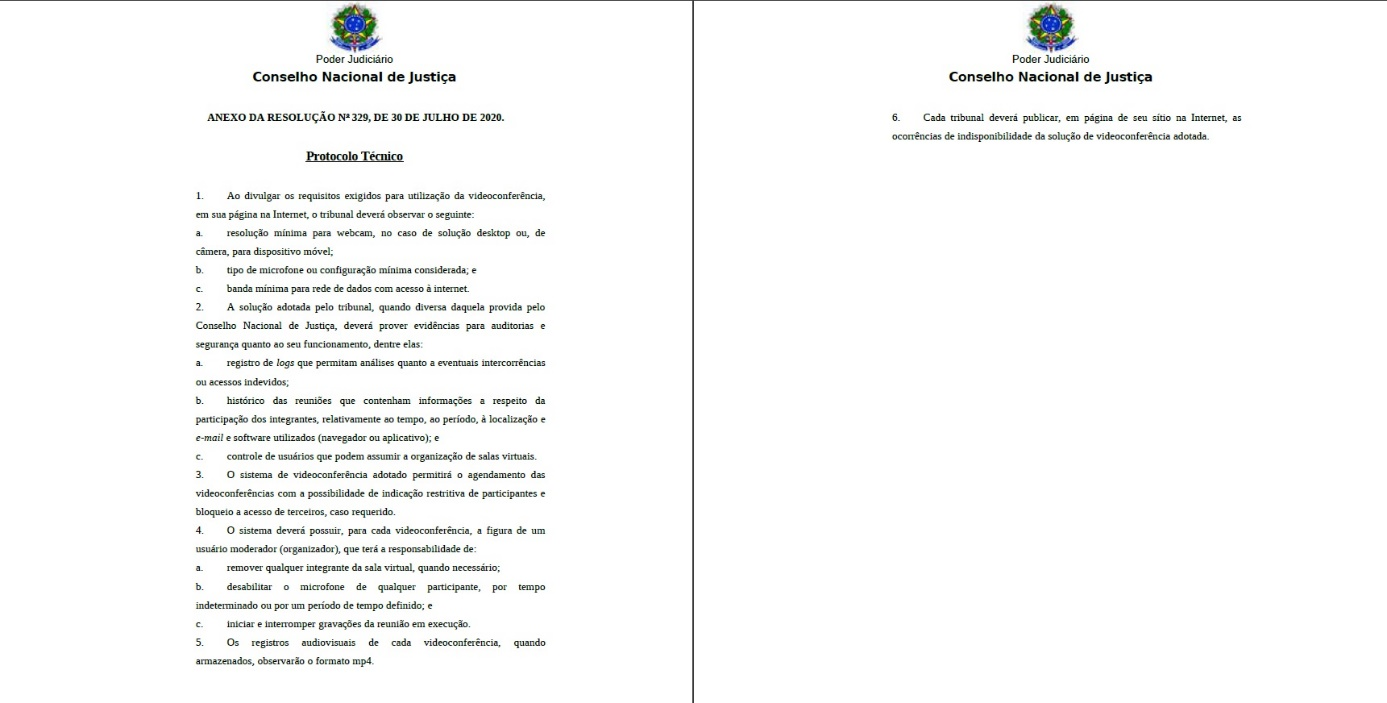 Poder Judiciário
Conselho Nacional de Justiça
ANEXO DA RESOLUÇÃO Nª 329, DE 30 DE JULHO DE 2020.
Protocolo Técnico
1. Ao divulgar os requisitos exigidos para utilização da videoconferência,
em sua página na Internet, o tribunal deverá observar o seguinte:
a. resolução mínima para webcam, no caso de solução desktop ou, de
câmera, para dispositivo móvel;
b. tipo de microfone ou configuração mínima considerada; e
c. banda mínima para rede de dados com acesso à internet.
2. A solução adotada pelo tribunal, quando diversa daquela provida pelo
Conselho Nacional de Justiça, deverá prover evidências para auditorias e
segurança quanto ao seu funcionamento, dentre elas:
a. registro de logs que permitam análises quanto a eventuais intercorrências
ou acessos indevidos;
b. histórico das reuniões que contenham informações a respeito da
participação dos integrantes, relativamente ao tempo, ao período, à localização e
e-mail e software utilizados (navegador ou aplicativo); e
c. controle de usuários que podem assumir a organização de salas virtuais.
3. O sistema de videoconferência adotado permitirá o agendamento das
videoconferências com a possibilidade de indicação restritiva de participantes e
bloqueio a acesso de terceiros, caso requerido.
4. O sistema deverá possuir, para cada videoconferência, a figura de um
usuário moderador (organizador), que terá a responsabilidade de:
a. remover qualquer integrante da sala virtual, quando necessário;
b. desabilitar o microfone de qualquer participante, por tempo
indeterminado ou por um período de tempo definido; e
c. iniciar e interromper gravações da reunião em execução.
5. Os registros audiovisuais de cada videoconferência, quando
armazenados, observarão o formato mp4.
Poder Judiciário
Conselho Nacional de Justiça
6. Cada tribunal deverá publicar, em página de seu sítio na Internet, as
ocorrências de indisponibilidade da solução de videoconferência adotada.